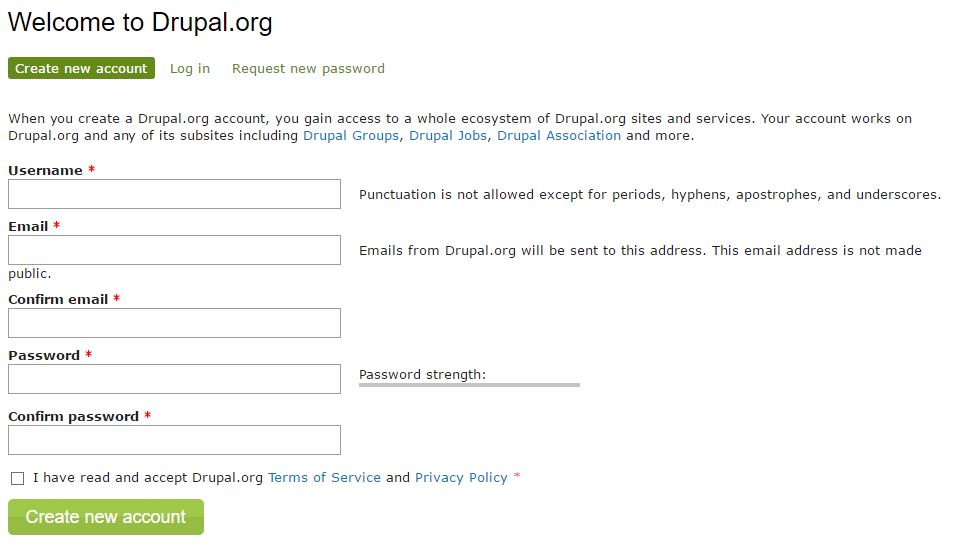 Welcome to Drupal.org
Create new account Log in Request new password
When you create a Drupal.org account, you gain access to a whole ecosystem of Drupal.org sites and services. Your account works on
Drupal.org and any of its subsites including Drupal Groups, Drupal Jobs, Drupal Association and more.
Username *
Punctuation is not allowed except for periods, hyphens, apostrophes, and underscores.
Email *
Emails from Drupal.org will be sent to this address. This email address is not made
public.
Confirm email *
Password *
Password strength:
Confirm password *
I have read and accept Drupal.org Terms of Service and Privacy Policy *
Create new account